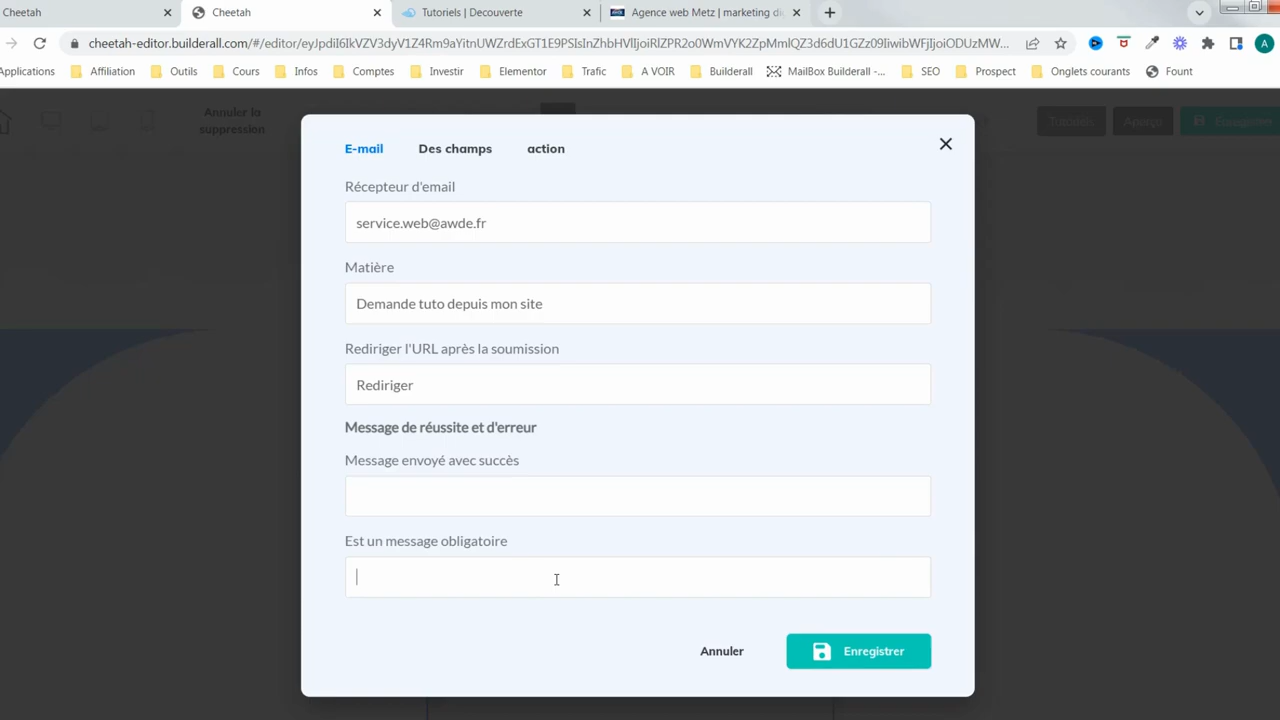 Cheetah
Cheetah
Tutoriels | Decouverte
Agence web Metz | marketing di
cheetah-editor.builderall.com/#/editor/
Applications
Affiliation
Outils
Cours
Infos
Comptes
Investir
Elementor
Trafic
A VOIR
Builderall
MailBox Builderall -...
SEO
Prospect
Onglets courants
Fount
A
Annuler la
suppression
Tutoriels
Aperçu
Enregistrer
E-mail
Des champs
action
Récepteur d'email
service.web@awde.fr
Matière
Demande tuto depuis mon site
Rediriger l'URL après la soumission
Rediriger
Message de réussite et d'erreur
Message envoyé avec succès
Est un message obligatoire
Annuler
Enregistrer